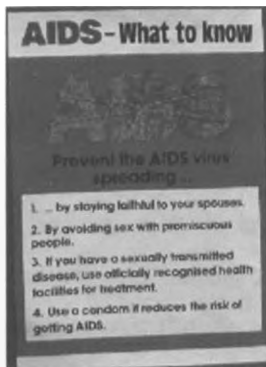 AIDS - What to know
AIDS
Prevent the AIDS virus
spreading ...
1. ... by staying faithful to your spouses.
2. By avoiding sex with promiscuous
people.
3. If you have a sexually transmitted
disease, use officially recognised health
facilities for treatment.
4. Use a condom it reduces the risk of
getting AIDS.